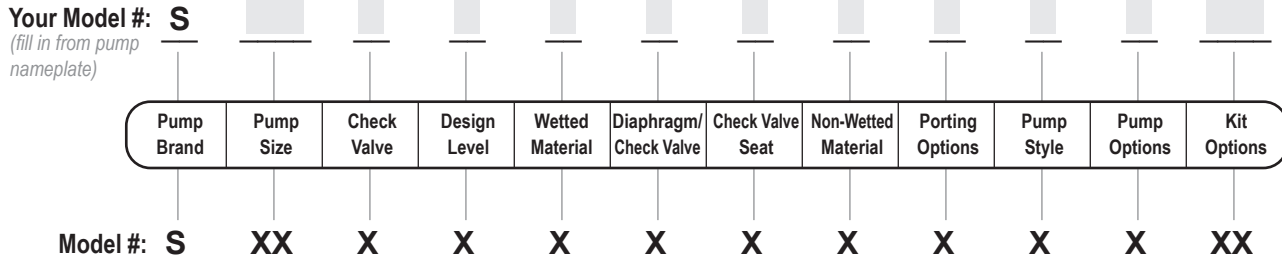 Your Model #: S
(fill in from pump
nameplate)
Pump Brand Pump Size Check Valve Design Level Wetted Material Diaphragm/ Check Valve Check Valve Seat Non-Wetted Material Porting Options Pump Style Pump Options Kit Options
Model #: S XX X X X X X X X X X XX